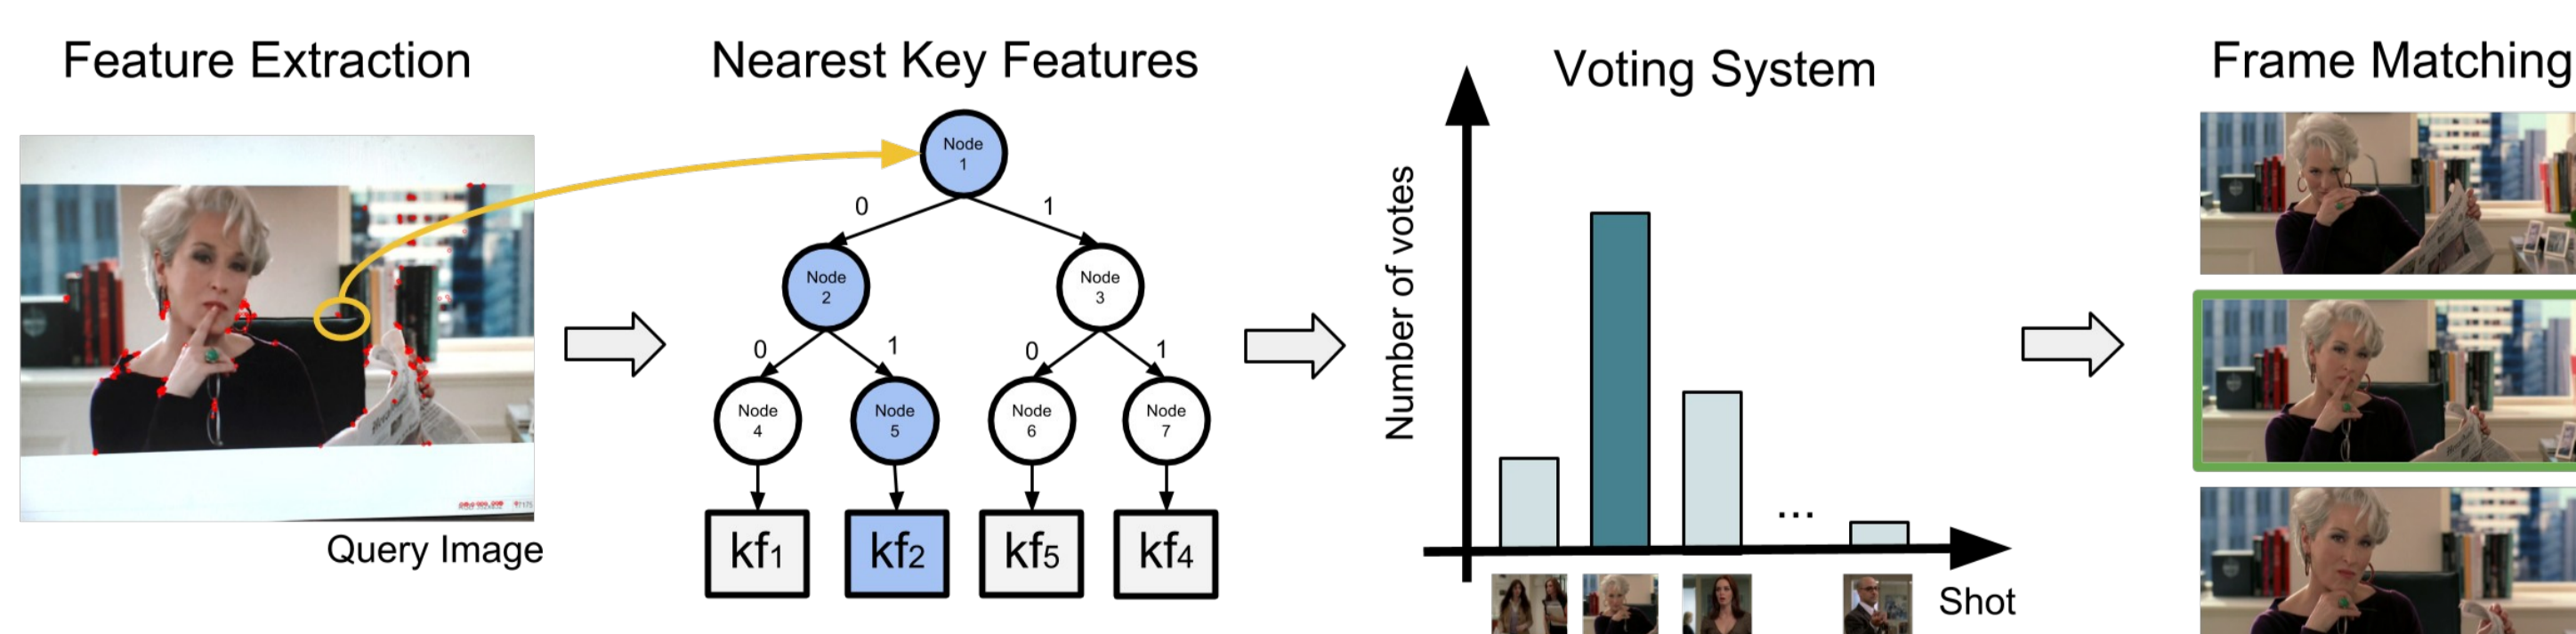 Feature Extraction
Query Image
Nearest Key Features
Node
1
0
1
Node
2
Node
3
0
1
0
1
Node
4
Node
5
Node
6
Node
7
kf1
kf2
kf5
kf4
Voting System
Number of votes
...
Shot
Frame Matching